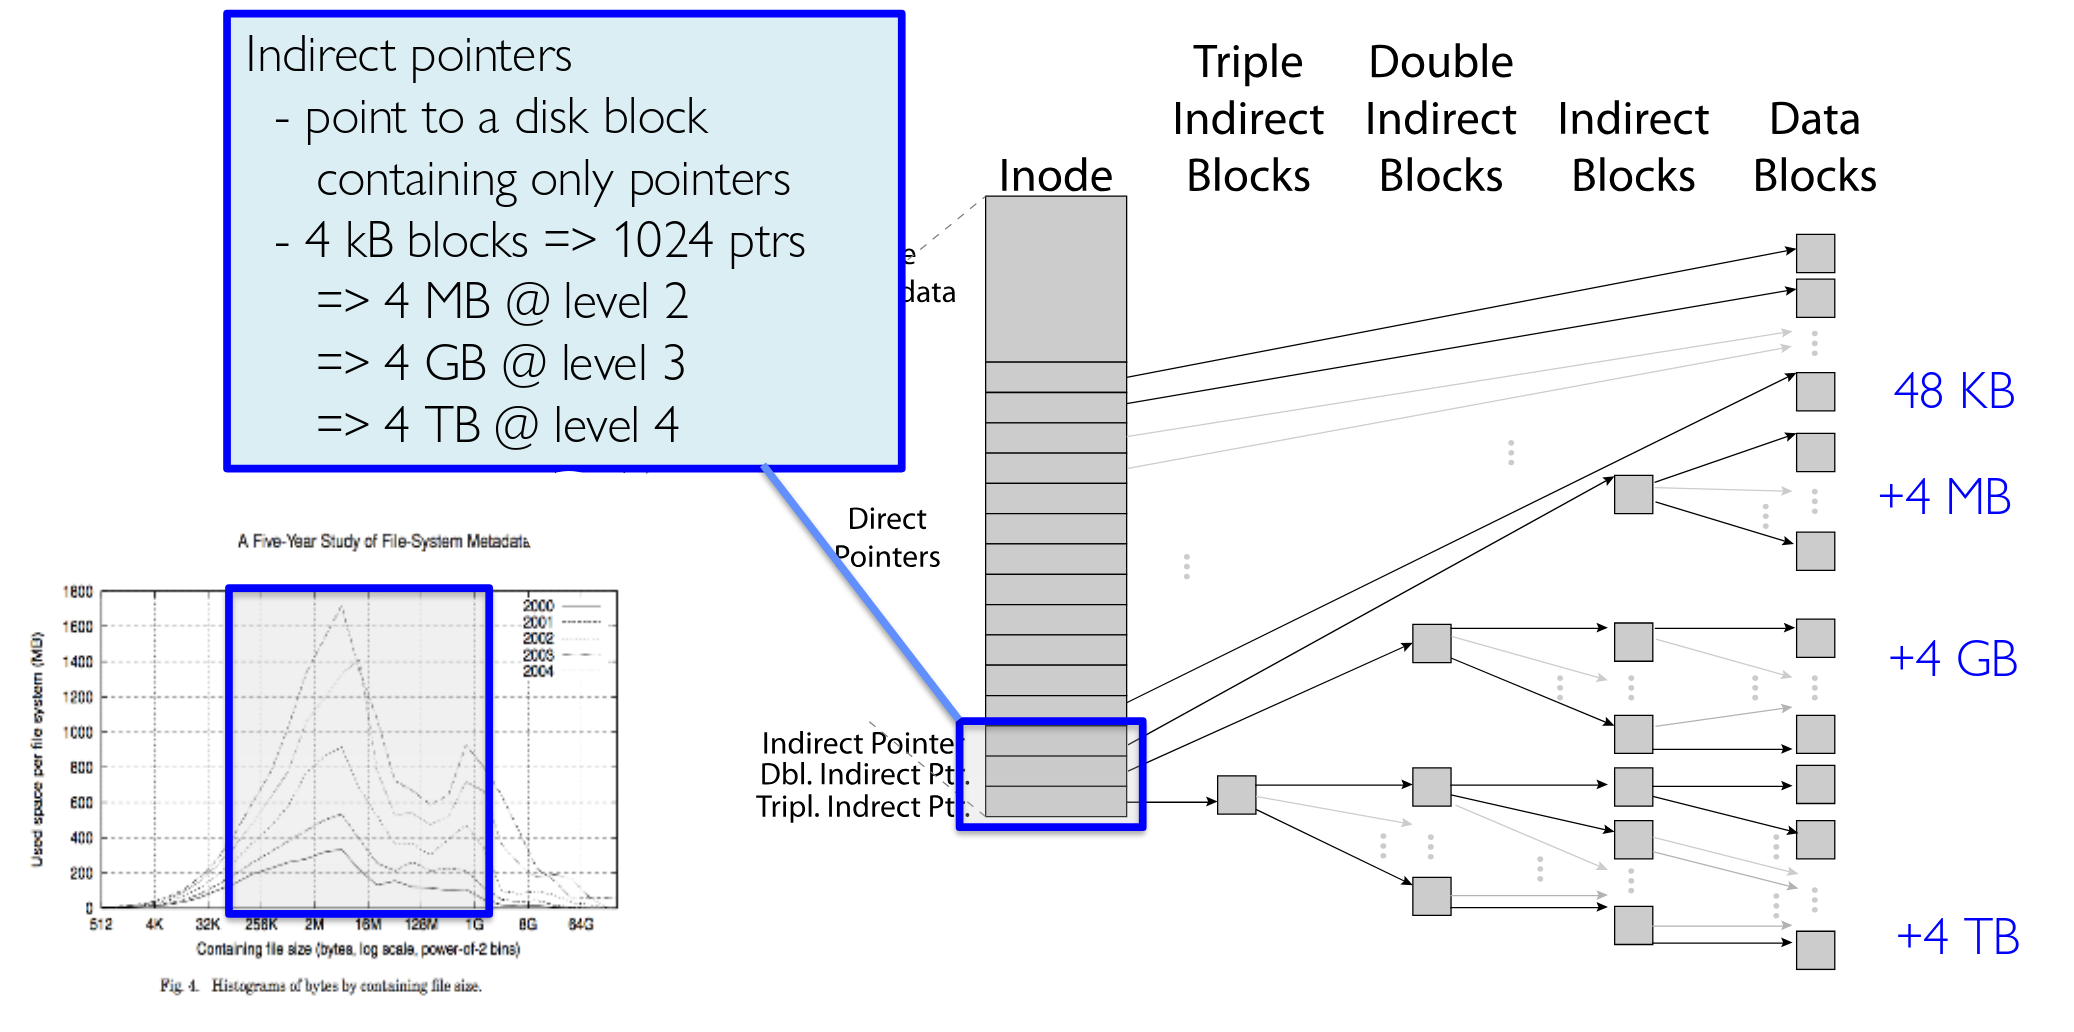 Indirect pointers
- point to a disk block
containing only pointers
- 4 kB blocks => 1024 ptrs
=> 4 MB @ level 2
=> 4 GB @ level 3
=> 4 TB @ level 4
Triple
Indirect
Blocks
Double
Indirect
Blocks
Indirect
Blocks
Data
Blocks
Inode
data
Direct
Pointers
Indirect Pointer
Dbl. Indirect Ptr.
Tripl. Indirect Ptr.
48 KB
+4 MB
+4 GB
+4 TB
A Five-Year Study of File-System Metadata
Used space per file system (MB)
1800
1600
1400
1200
1000
800
600
400
200
0
2000
2001
2002
2003
2004
512 4K 32K 256K 2M 16M 128M 1G 8G 64G
Containing file size (bytes, log scale, power-of-2 bins)
Fig. 4. Histograms of bytes by containing file size.